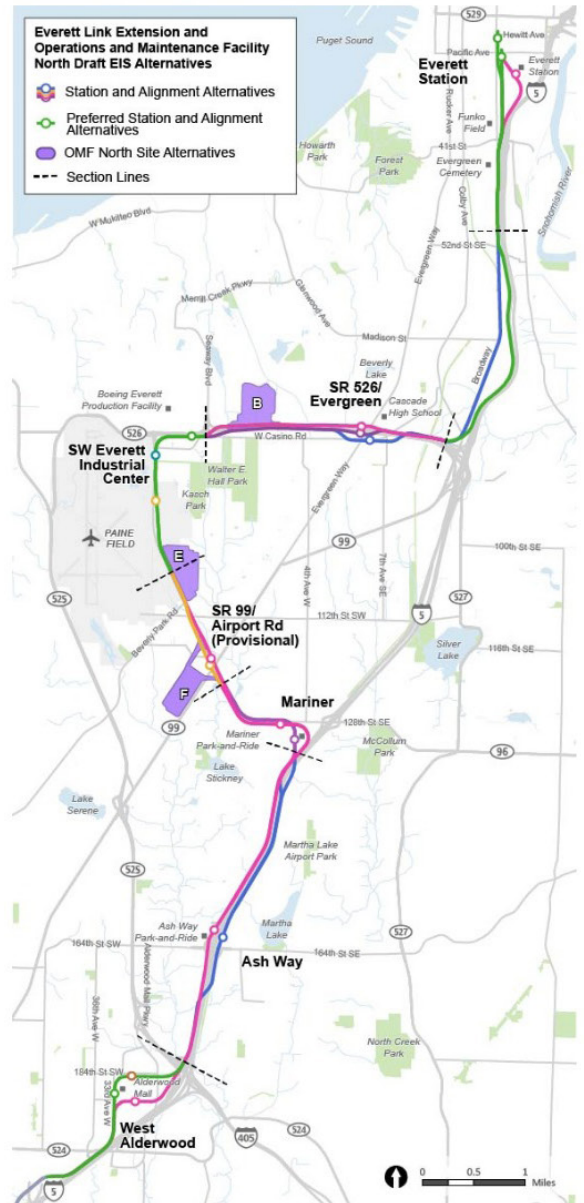 Everett Link Extension and
Operations and Maintenance Facility
North Draft EIS Alternatives
Station and Alignment Alternatives
Preferred Station and Alignment
Alternatives
OMF North Site Alternatives
Section Lines
Puget Sound
529
Hewitt Ave
Pacific Ave
Everett
Station
Everett
Station
5
Rucker Ave
Funko
Field
41st St
Evergreen
Cemetery
Colby Ave
Snohomish River
Howarth
Park
Forest
Park
W Mukilteo Blvd
Evergreen Way
52nd St SE
Merrill Creek Pkwy
Glenwood Ave
Seaway Blvd
Madison St
Broadway
Beverly
Lake
Boeing Everett
Production Facility
B
SR 526/
Evergreen
Cascade
High School
526
W Casino Rd
SW Everett
Industrial
Center
Walter E
Hall Park
Kasch
Park
Evergreen Way
PAINE
FIELD
99
4th Ave W
7th Ave SE
100th St SE
525
E
5
527
Beverly Park Rd
SR 99/
Airport Rd
(Provisional)
112th St SW
Silver
Lake
116th St SE
F
Mariner
99
128th St SE
Mariner
Park-and-Ride
McCollum
Park
96
Lake
Stickney
Lake
Serene
Martha Lake
Airport Park
525
Ash Way
Park-and-Ride
Martha
Lake
527
164th St SW
164th St SE
Ash Way
Alderwood Mall Pkwy
36th Ave W
North Creek
Park
184th St SW
33rd Ave W
Alderwood
Mall
West
Alderwood
524
405
524
5
0 .5 1
Miles